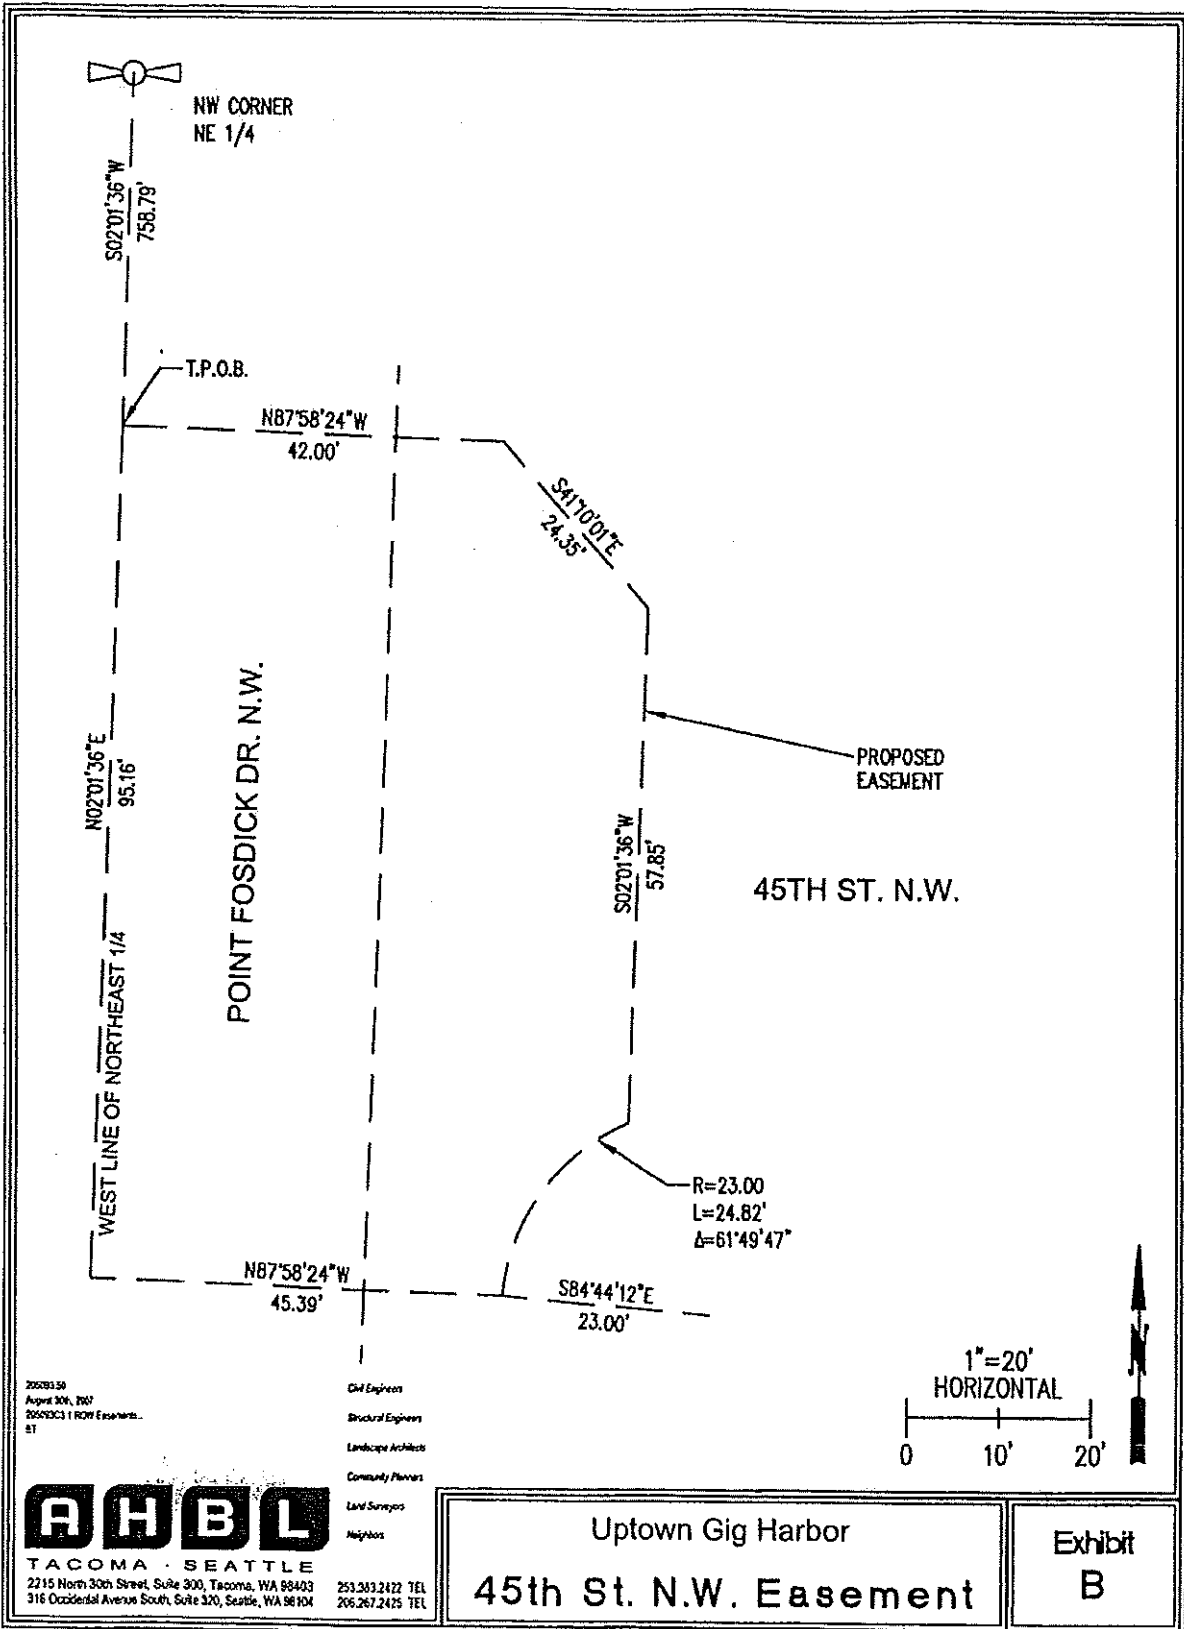 NW CORNER
NE 1/4
S02°01'36"W
758.79'
T.P.O.B.
N87°58'24"W
42.00'
S41°10'01"E
24.35'
PROPOSED
EASEMENT
N02°01'36"E
95.16'
POINT FOSDICK DR. N.W.
S02°01'36"W
57.85'
45TH ST. N.W.
WEST LINE OF NORTHEAST 1/4
R=23.00
L=24.82'
Δ=61°49'47"
N87°58'24"W
45.39'
S84°44'12"E
23.00'
1"=20'
HORIZONTAL
0 10' 20'
N
August 30th, 2007
Civil Engineers
Structural Engineers
Landscape Architects
Community Planners
Land Surveyors
Neighbors
AHBL
TACOMA · SEATTLE
2215 North 30th Street, Suite 300, Tacoma, WA 98403 253.383.2422 TEL
316 Occidental Avenue South, Suite 320, Seattle, WA 98104 206.267.2425 TEL
Uptown Gig Harbor
45th St. N.W. Easement
Exhibit
B